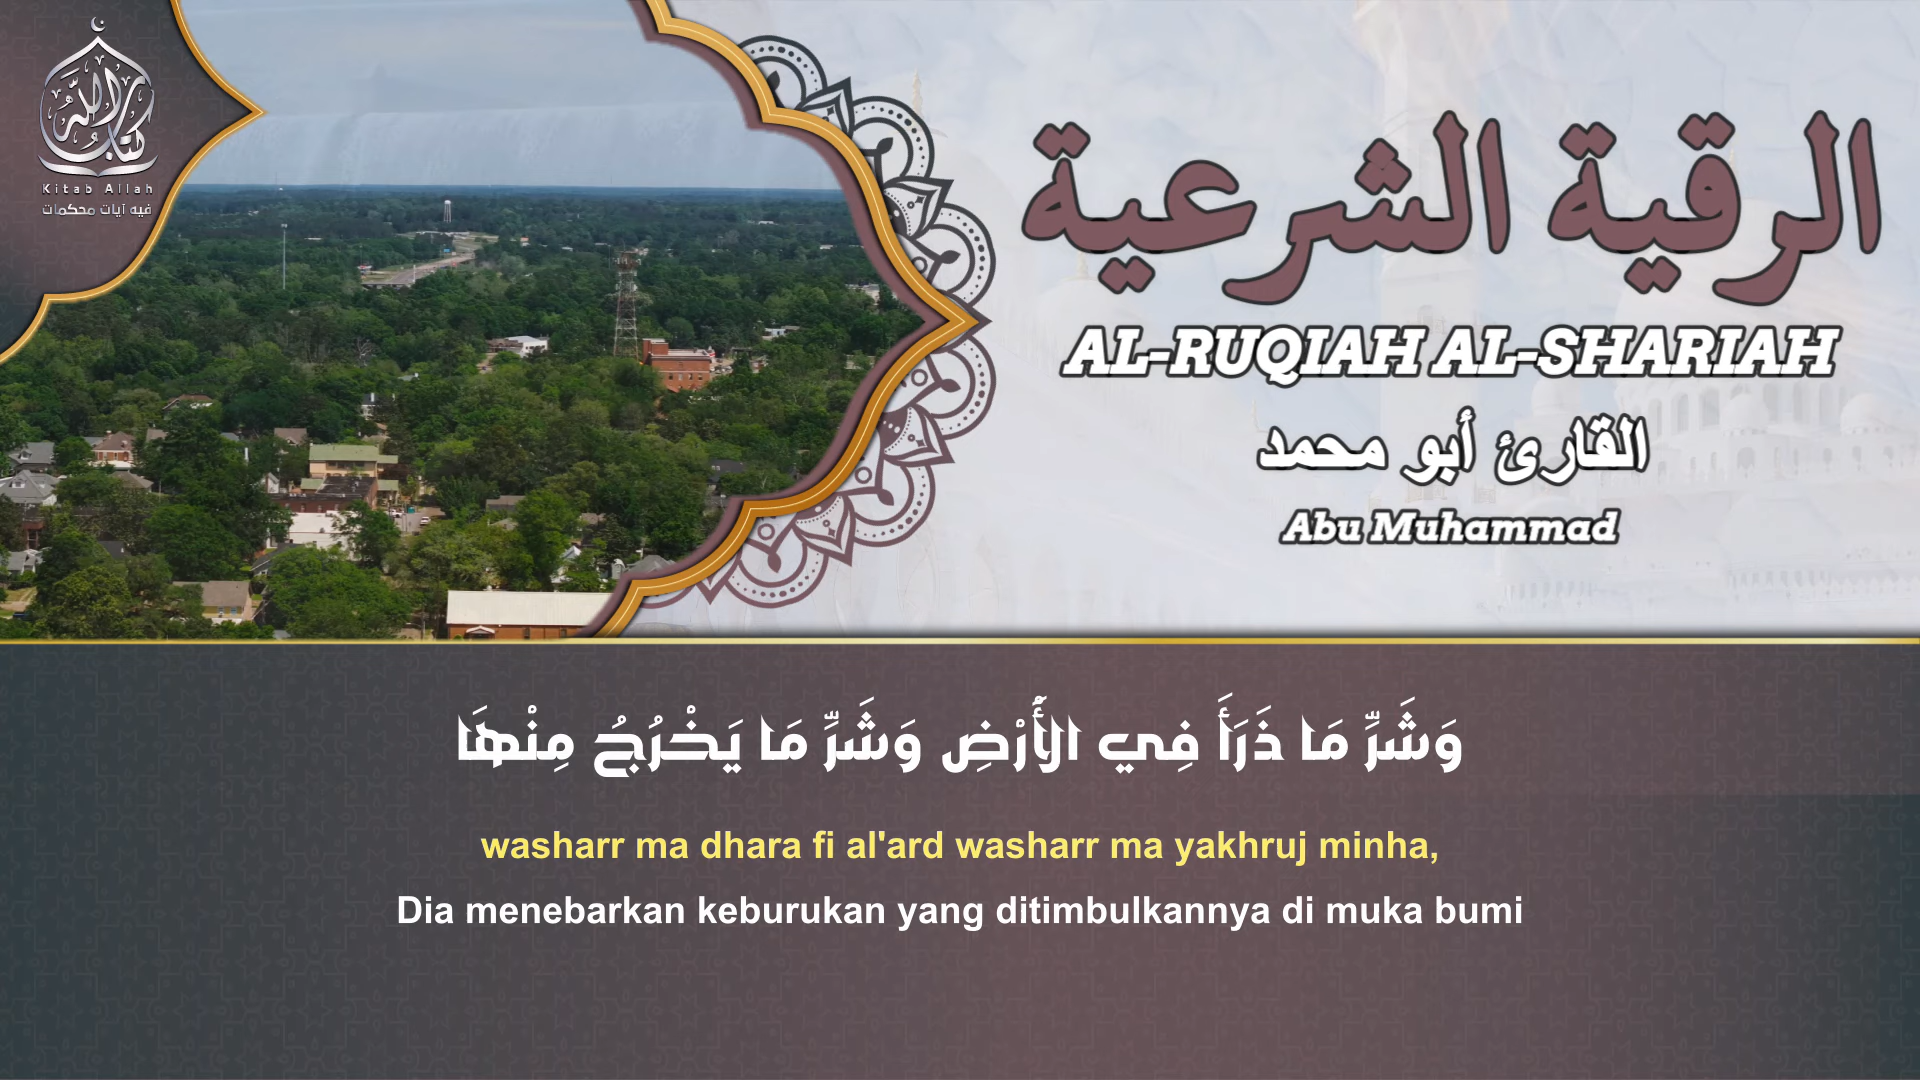 كتاب الله
Kitab Allah
فيه آيات محكمات
الرقية الشرعية
AL-RUQIAH AL-SHARIAH
القارئ أبو محمد
Abu Muhammad
وَشَرِّ مَا ذَرَأَ فِي الأَرْضِ وَشَرِّ مَا يَخْرُجُ مِنْهَا
washarr ma dhara fi al'ard washarr ma yakhruj minha,
Dia menebarkan keburukan yang ditimbulkannya di muka bumi